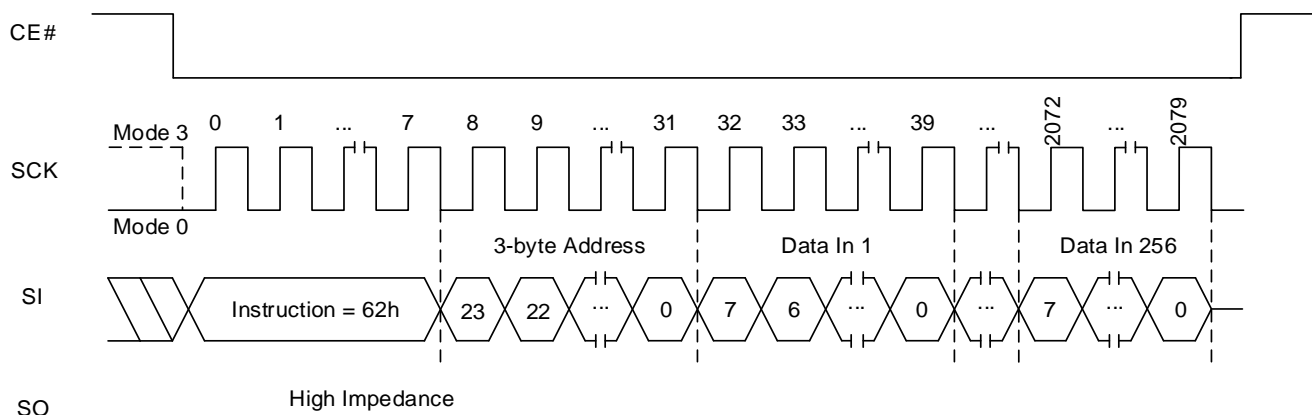 CE#
Mode 3
0 1 ... 7 8 9 ... 31 32 33 ... 39 ... 2072 ... 2079
SCK
Mode 0
3-byte Address Data In 1 Data In 256
SI
Instruction = 62h 23 22 ... 0 7 6 ... 0 ... 7 ... 0
High Impedance
SO